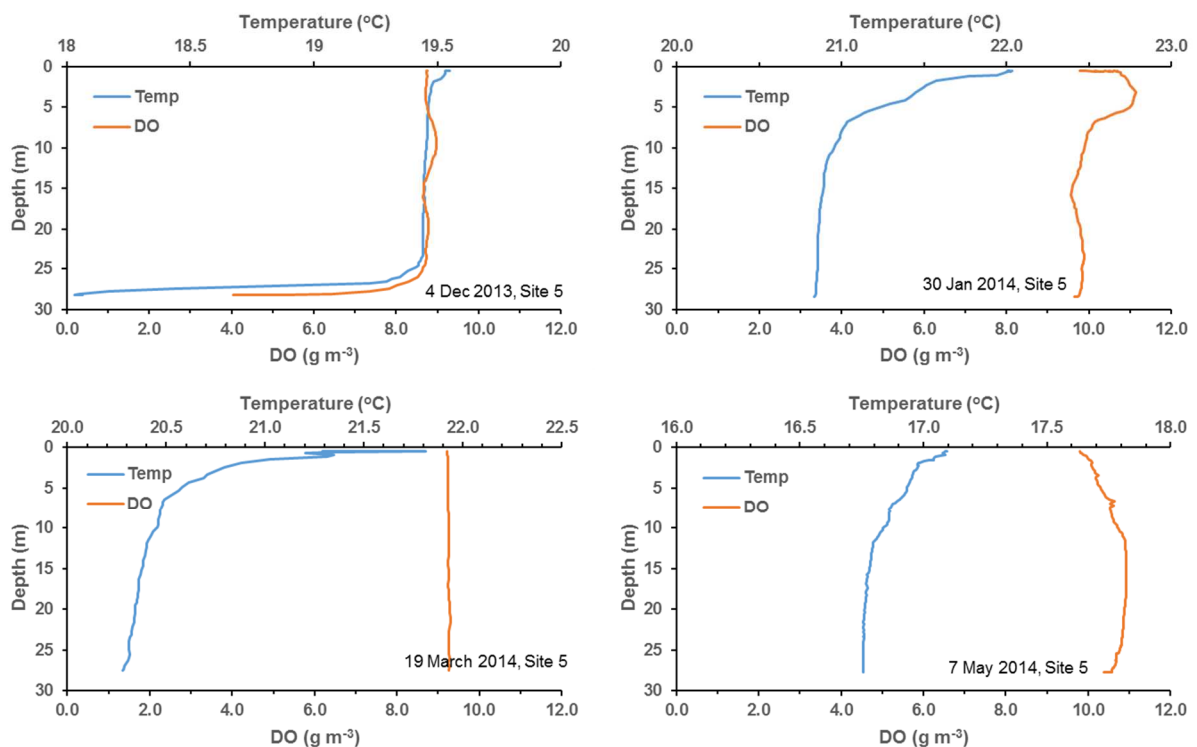 Temperature (°C)
18 18.5 19 19.5 20
0
5
10
15
20
25
30
Depth (m)
Temp
DO
4 Dec 2013, Site 5
0.0 2.0 4.0 6.0 8.0 10.0 12.0
DO (g m⁻³)
Temperature (°C)
20.0 21.0 22.0 23.0
0
5
10
15
20
25
30
Depth (m)
Temp
DO
30 Jan 2014, Site 5
0.0 2.0 4.0 6.0 8.0 10.0 12.0
DO (g m⁻³)
Temperature (°C)
20.0 20.5 21.0 21.5 22.0 22.5
0
5
10
15
20
25
30
Depth (m)
Temp
DO
19 March 2014, Site 5
0.0 2.0 4.0 6.0 8.0 10.0 12.0
DO (g m⁻³)
Temperature (°C)
16.0 16.5 17.0 17.5 18.0
0
5
10
15
20
25
30
Depth (m)
Temp
DO
7 May 2014, Site 5
0.0 2.0 4.0 6.0 8.0 10.0 12.0
DO (g m⁻³)